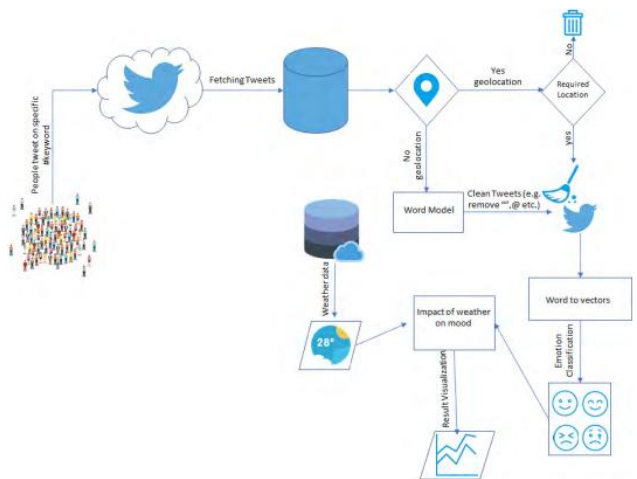 No
Fetching Tweets
Yes
geolocation
Required
Location
People tweet on specific
#keyword
No
geolocation
yes
Word Model
Clean Tweets (e.g.
remove "", @ etc.)
Weather data
28°
Impact of weather
on mood
Word to vectors
Emotion
Classification
Result Visualization